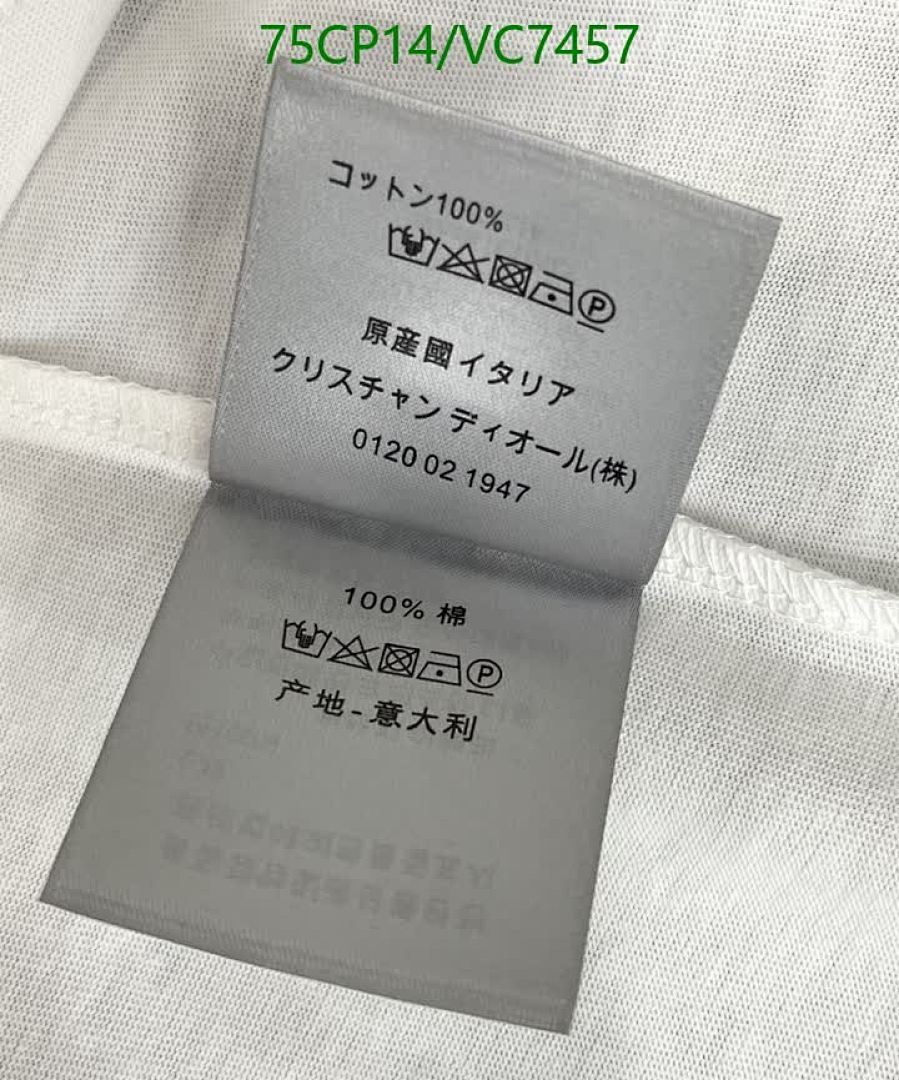 75CP14/VC7457
コットン100%
P
原産國イタリア
クリスチャン ディオール(株)
0120 02 1947
100% 棉
P
产地-意大利